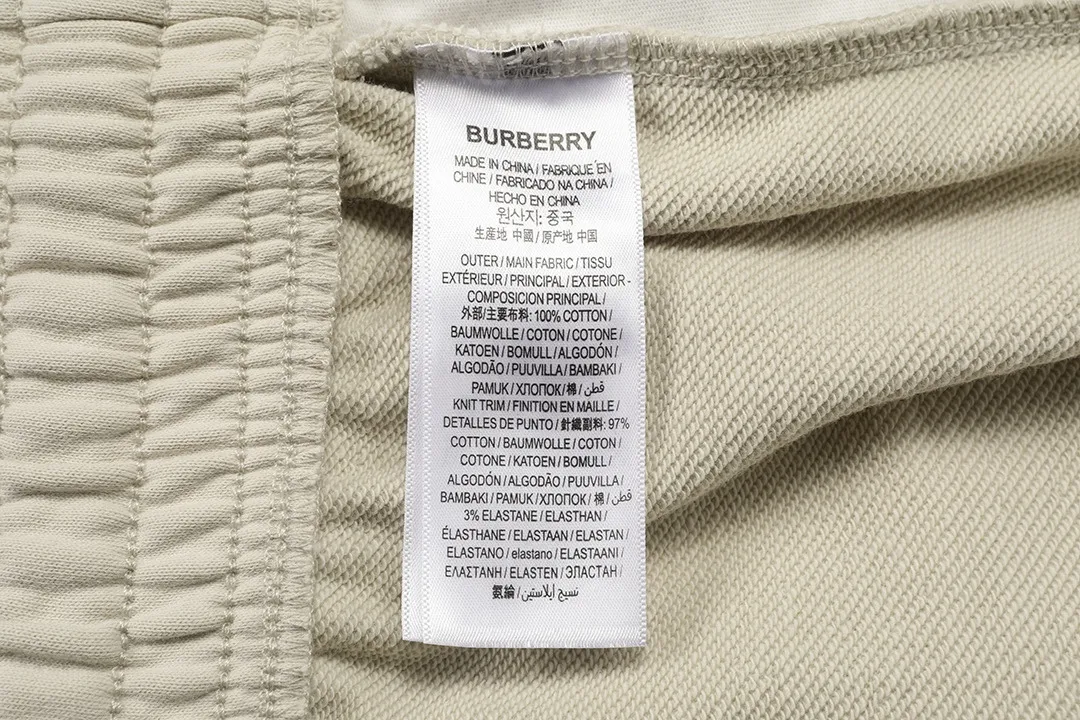 BURBERRY
MADE IN CHINA / FABRIQUÉ EN
CHINE / FABRICADO NA CHINA /
HECHO EN CHINA
원산지: 중국
生産地 中國 / 原产地 中国
OUTER / MAIN FABRIC / TISSU
EXTÉRIEUR / PRINCIPAL / EXTERIOR -
COMPOSICION PRINCIPAL /
外部/主要布料: 100% COTTON /
BAUMWOLLE / COTON / COTONE /
KATOEN / BOMULL / ALGODÓN /
ALGODÃO / PUUVILLA / BAMBAKI /
PAMUK / ХЛОПОК / 棉 / قطن
KNIT TRIM / FINITION EN MAILLE /
DETALLES DE PUNTO / 針織副料: 97%
COTTON / BAUMWOLLE / COTON /
COTONE / KATOEN / BOMULL /
ALGODÓN / ALGODÃO / PUUVILLA /
BAMBAKI / PAMUK / ХЛОПОК / 棉 / قطن
3% ELASTANE / ELASTHAN /
ÉLASTHANE / ELASTAAN / ELASTAN /
ELASTANO / elastano / ELASTAANI /
ΕΛΑΣΤΑΝΗ / ELASTEN / ЭЛАСТАН /
氨綸 / نسيج إيلاستين